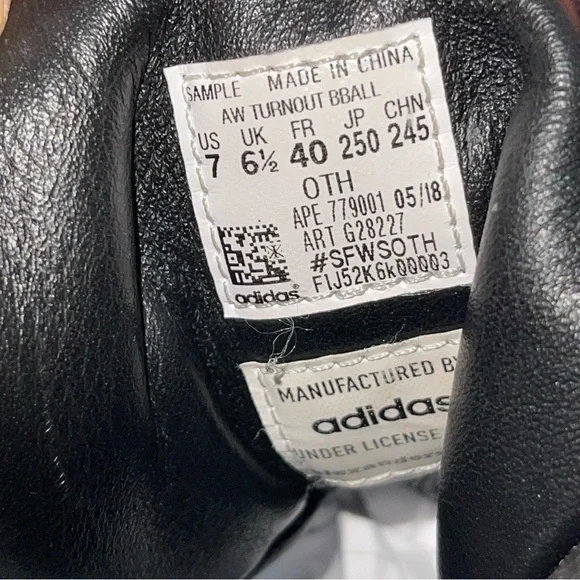 SAMPLE MADE IN CHINA
AW TURNOUT BBALL
US UK FR JP CHN
7 6½ 40 250 245
OTH
APE 779001 05/18
ART G28227
#SFWSOTH
F1J52K6K00003
adidas
MANUFACTURED BY
adidas
UNDER LICENSE